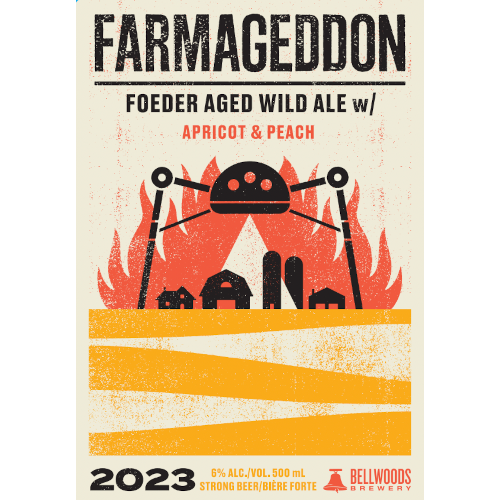 FARMAGEDDON
FOEDER AGED WILD ALE w/
APRICOT & PEACH
2023
6% ALC./VOL. 500 mL
STRONG BEER/BIÈRE FORTE
BELLWOODS
BREWERY